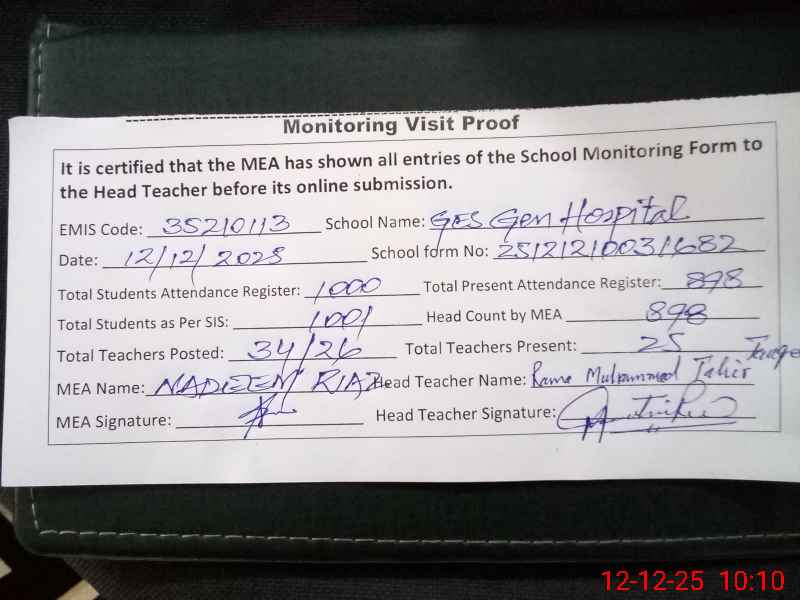 Monitoring Visit Proof
It is certified that the MEA has shown all entries of the School Monitoring Form to
the Head Teacher before its online submission.
EMIS Code: 35210113 School Name: GES Gen Hospital
Date: 12/12/2025 School form No: 25121210031682
Total Students Attendance Register: 1000 Total Present Attendance Register: 898
Total Students as Per SIS: 1001 Head Count by MEA 898
Total Teachers Posted: 34/26 Total Teachers Present: 25
MEA Name: NADEEM RIAZ Head Teacher Name: Rana Muhammad Tahir
MEA Signature: Head Teacher Signature:
12-12-25 10:10